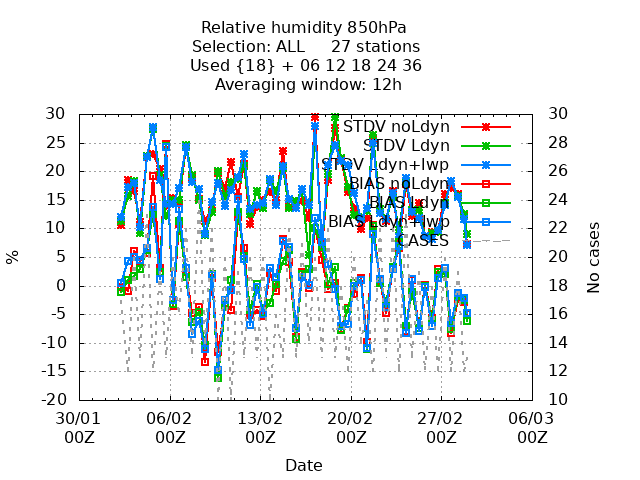 Relative humidity 850hPa
Selection: ALL     27 stations
Used {18} + 06 12 18 24 36
Averaging window: 12h
30
25
20
15
10
5
0
-5
-10
-15
-20
%
30
28
26
24
22
20
18
16
14
12
10
No cases
STDV noLdyn
STDV Ldyn
STDV Ldyn+lwp
BIAS noLdyn
BIAS Ldyn
BIAS Ldyn+lwp
CASES
30/01 06/02 13/02 20/02 27/02 06/03
00Z 00Z 00Z 00Z 00Z 00Z
Date